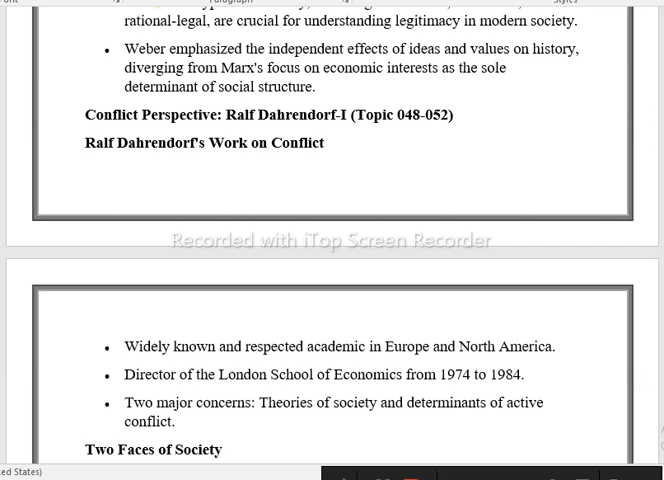 Paragraph
Styles
rational-legal, are crucial for understanding legitimacy in modern society.
• Weber emphasized the independent effects of ideas and values on history,
diverging from Marx's focus on economic interests as the sole
determinant of social structure.
Conflict Perspective: Ralf Dahrendorf-I (Topic 048-052)
Ralf Dahrendorf's Work on Conflict
Recorded with iTop Screen Recorder
• Widely known and respected academic in Europe and North America.
• Director of the London School of Economics from 1974 to 1984.
• Two major concerns: Theories of society and determinants of active
conflict.
Two Faces of Society
ed States)